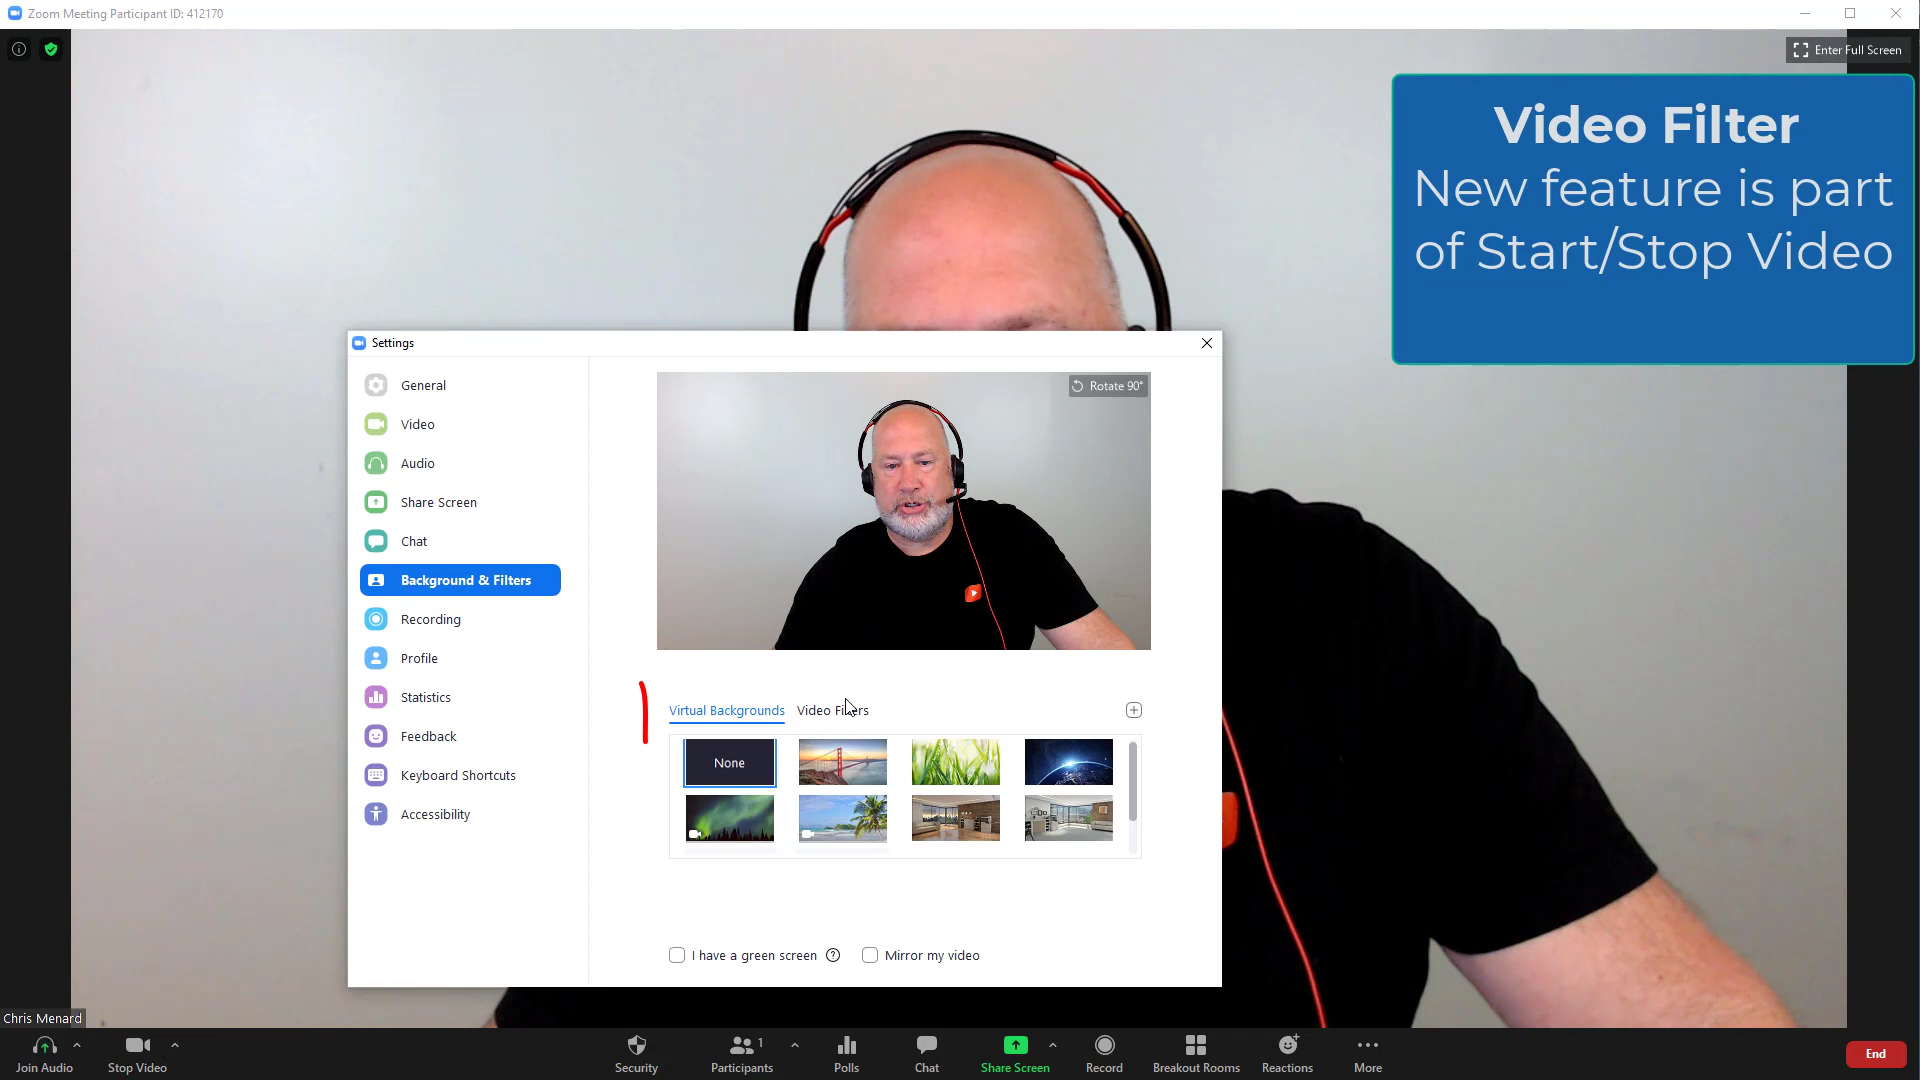 Zoom Meeting Participant ID: 412170
Enter Full Screen
Video Filter
New feature is part
of Start/Stop Video
Settings
General
Video
Audio
Share Screen
Chat
Background & Filters
Recording
Profile
Statistics
Feedback
Keyboard Shortcuts
Accessibility
Rotate 90°
Virtual Backgrounds
Video Filters
None
I have a green screen
Mirror my video
Chris Menard
Join Audio
Stop Video
Security
Participants 1
Polls
Chat
Share Screen
Record
Breakout Rooms
Reactions
More
End